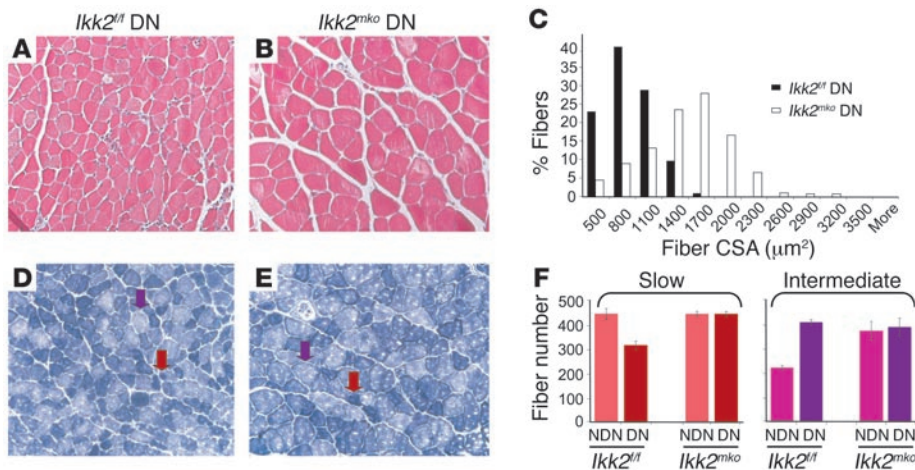 Ikk2f/f DN
Ikk2mko DN
A
B
C
% Fibers
40
35
30
25
20
15
10
5
0
Ikk2f/f DN
Ikk2mko DN
500
800
1100
1400
1700
2000
2300
2600
2900
3200
3500
More
Fiber CSA (μm²)
D
E
F
Slow
Intermediate
Fiber number
500
400
300
200
100
0
NDN DN NDN DN
Ikk2f/f Ikk2mko
NDN DN NDN DN
Ikk2f/f Ikk2mko